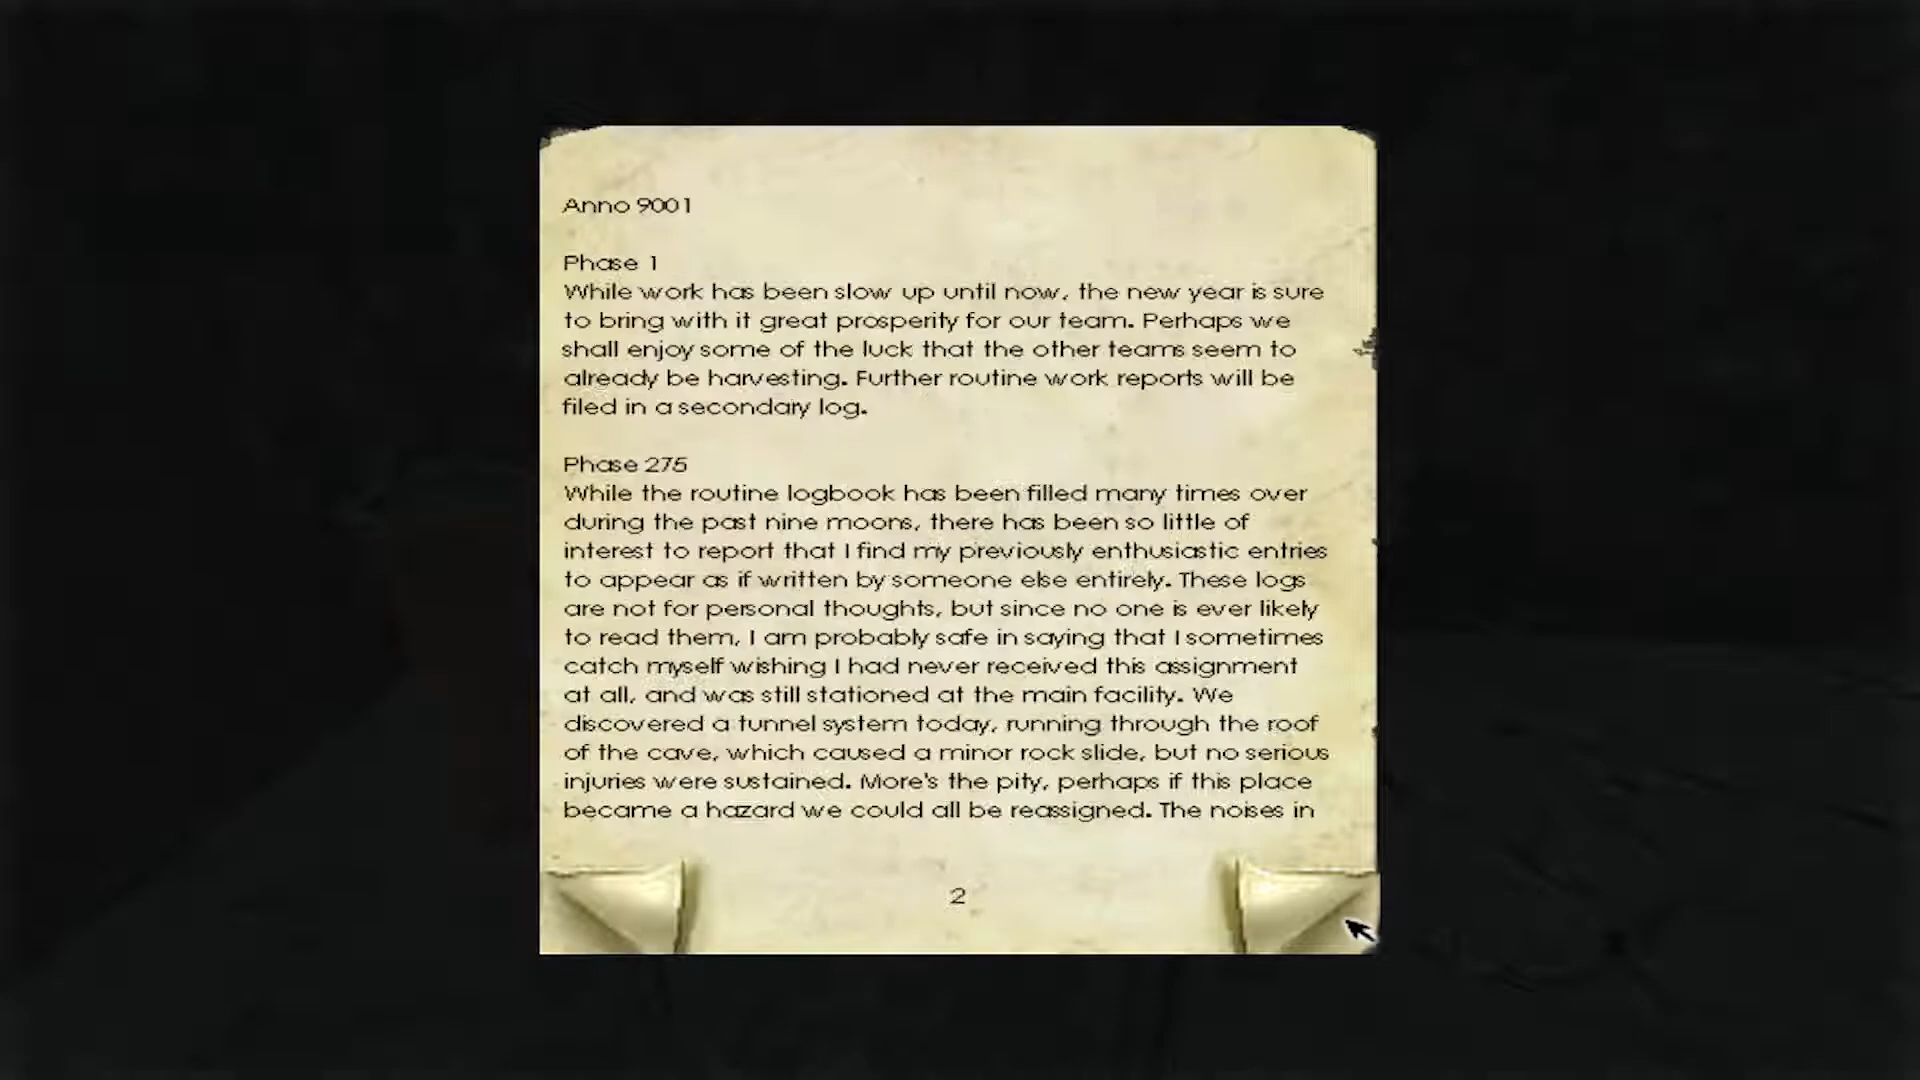 Anno 9001
Phase 1
While work has been slow up until now, the new year is sure
to bring with it great prosperity for our team. Perhaps we
shall enjoy some of the luck that the other teams seem to
already be harvesting. Further routine work reports will be
filed in a secondary log.
Phase 275
While the routine logbook has been filled many times over
during the past nine moons, there has been so little of
interest to report that I find my previously enthusiastic entries
to appear as if written by someone else entirely. These logs
are not for personal thoughts, but since no one is ever likely
to read them, I am probably safe in saying that I sometimes
catch myself wishing I had never received this assignment
at all, and was still stationed at the main facility. We
discovered a tunnel system today, running through the roof
of the cave, which caused a minor rock slide, but no serious
injuries were sustained. More's the pity, perhaps if this place
became a hazard we could all be reassigned. The noises in
2